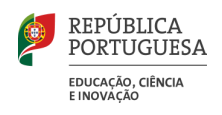 REPÚBLICA
PORTUGUESA
EDUCAÇÃO, CIÊNCIA
E INOVAÇÃO